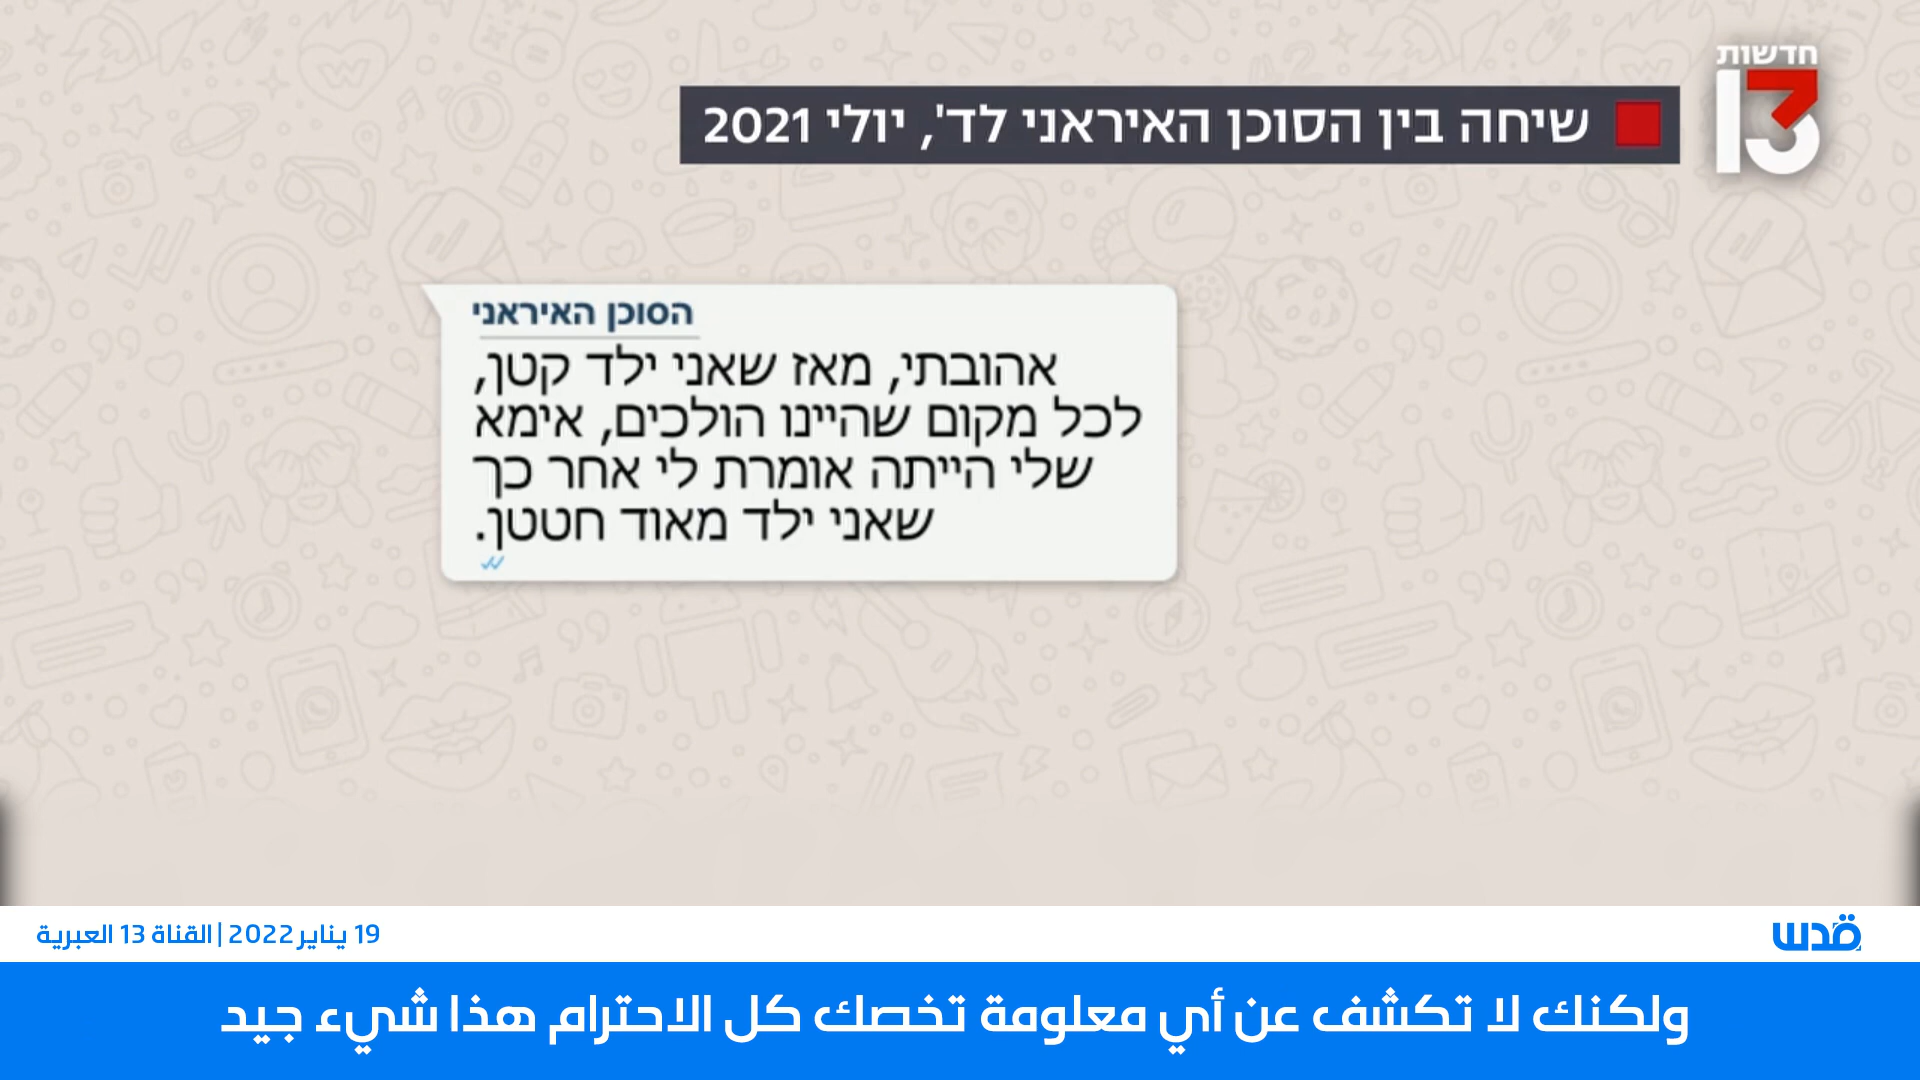 חדשות
13
שיחה בין הסוכן האיראני לד', יולי 2021
הסוכן האיראני
אהובתי, מאז שאני ילד קטן,
לכל מקום שהיינו הולכים, אימא
שלי הייתה אומרת לי אחר כך
שאני ילד מאוד חטטן.
19 يناير 2022 | القناة 13 العبرية
قدس
ولكنك لا تكشف عن أي معلومة تخصك كل الاحترام هذا شيء جيد